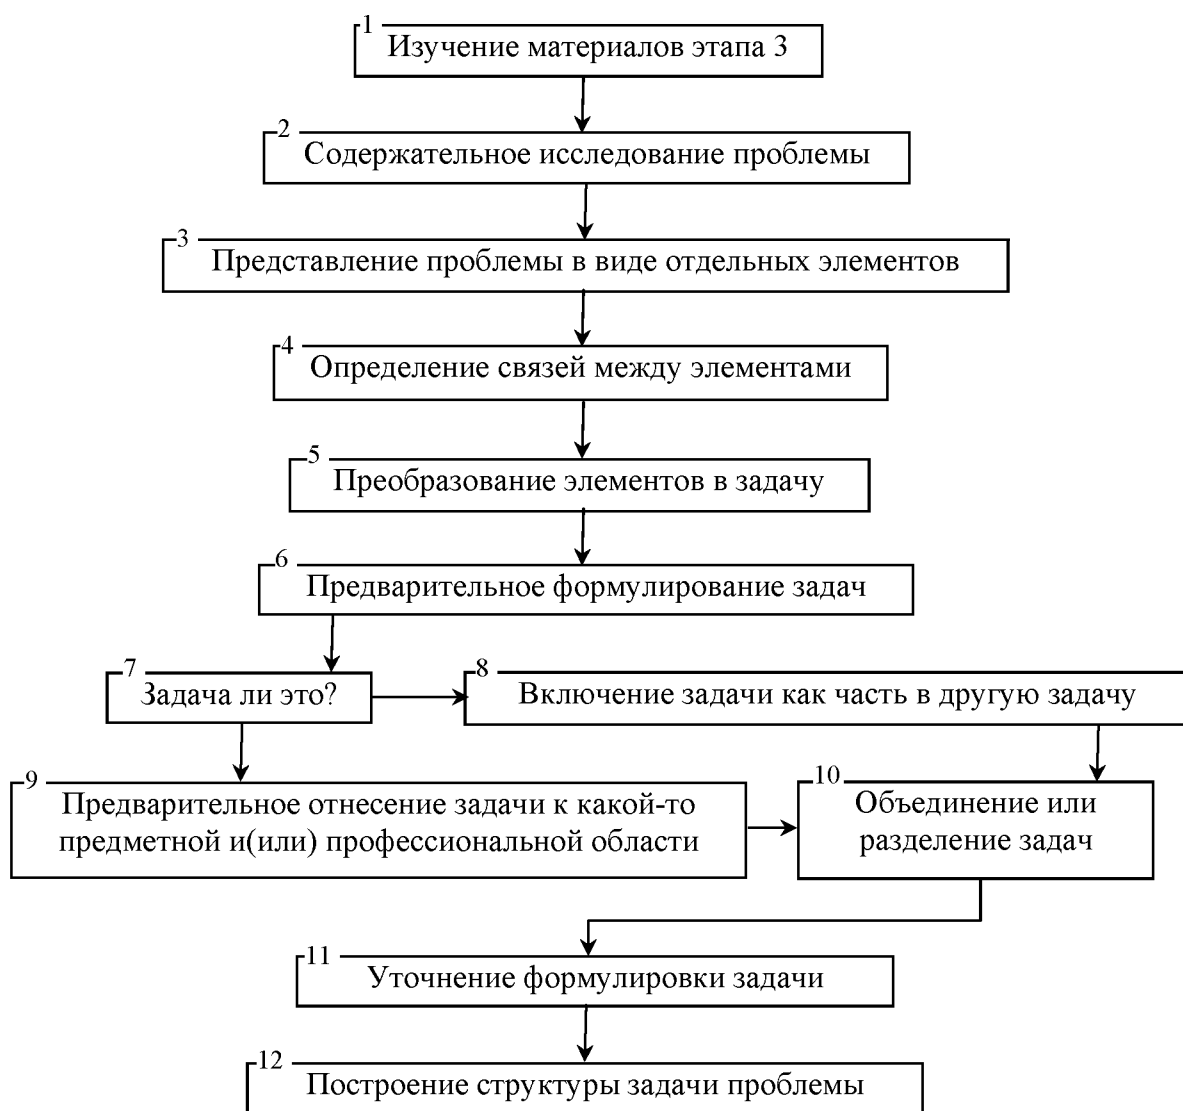 1
Изучение материалов этапа 3
2
Содержательное исследование проблемы
3
Представление проблемы в виде отдельных элементов
4
Определение связей между элементами
5
Преобразование элементов в задачу
6
Предварительное формулирование задач
7
Задача ли это?
8
Включение задачи как часть в другую задачу
9
Предварительное отнесение задачи к какой-то
предметной и(или) профессиональной области
10
Объединение или
разделение задач
11
Уточнение формулировки задачи
12
Построение структуры задачи проблемы